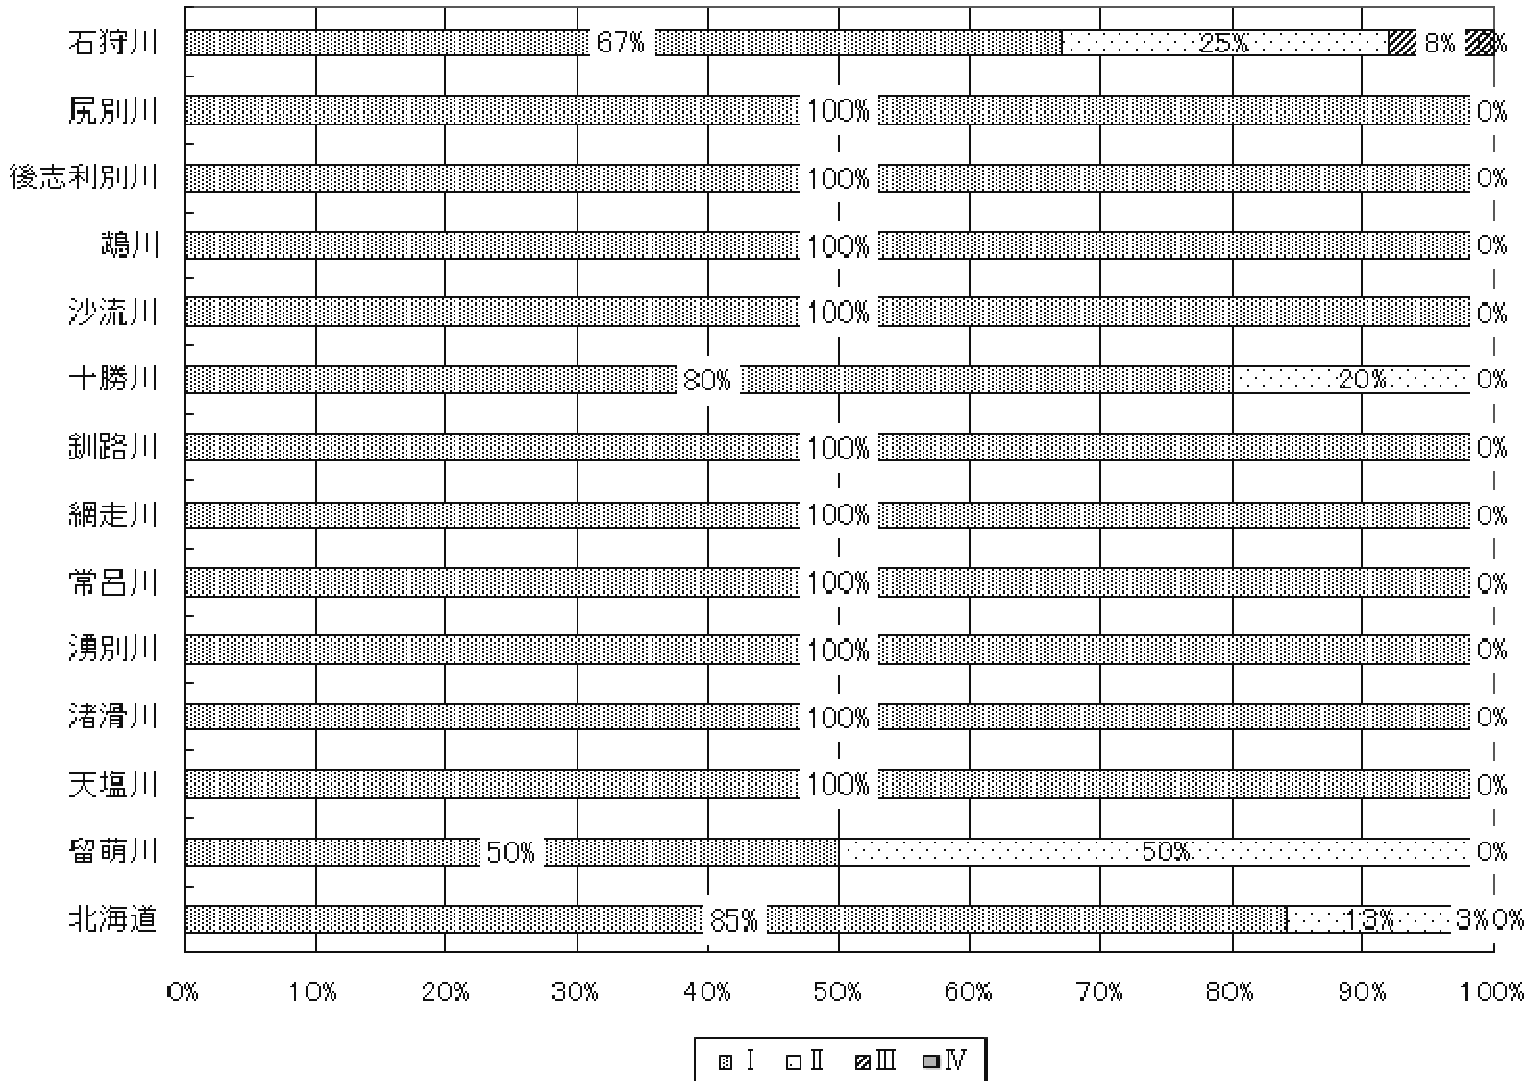 石狩川 67% 25% 8% 0%
尻別川 100% 0%
後志利別川 100% 0%
鵡川 100% 0%
沙流川 100% 0%
十勝川 80% 20% 0%
釧路川 100% 0%
網走川 100% 0%
常呂川 100% 0%
湧別川 100% 0%
渚滑川 100% 0%
天塩川 100% 0%
留萌川 50% 50% 0%
北海道 85% 13% 3% 0%
0% 10% 20% 30% 40% 50% 60% 70% 80% 90% 100%
Ⅰ Ⅱ Ⅲ Ⅳ